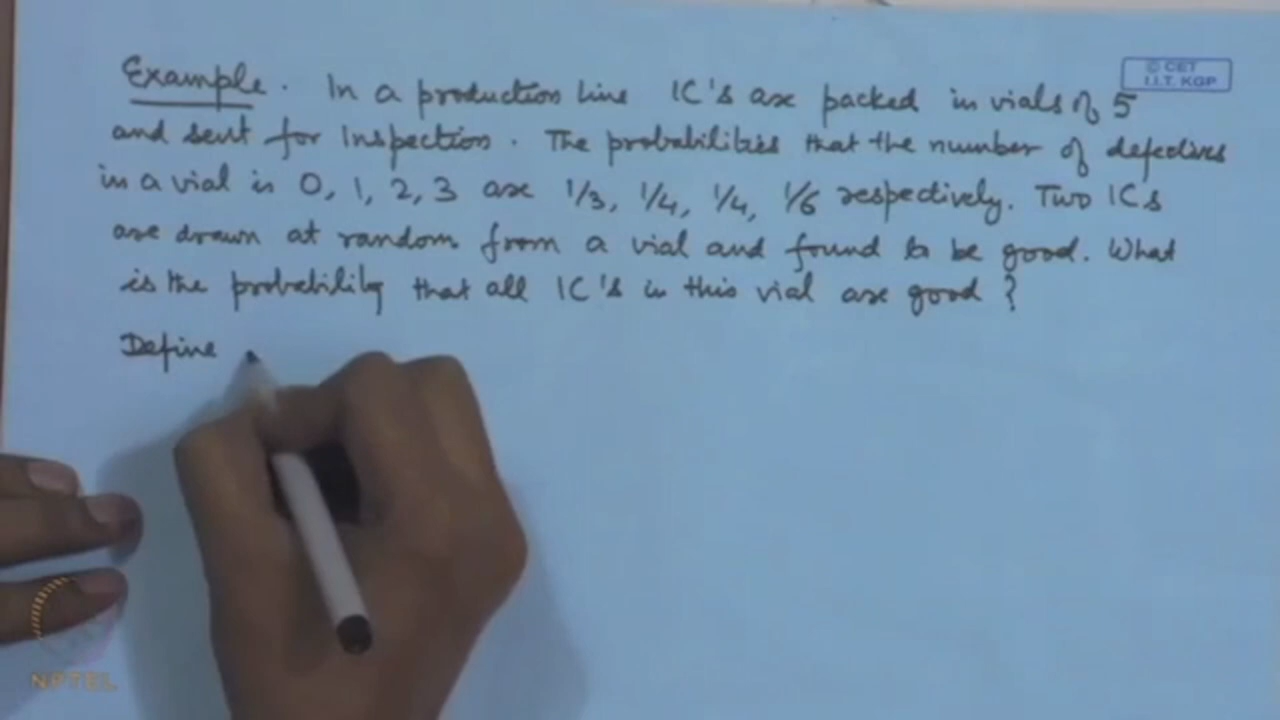 Example. In a production line IC's are packed in vials of 5
© CET
I.I.T. KGP
and sent for Inspection. The probabilities that the number of defectives
in a vial is 0, 1, 2, 3 are 1/3, 1/4, 1/4, 1/6 respectively. Two IC's
are drawn at random from a vial and found to be good. What
is the probability that all IC's in this vial are good?
Define
NPTEL